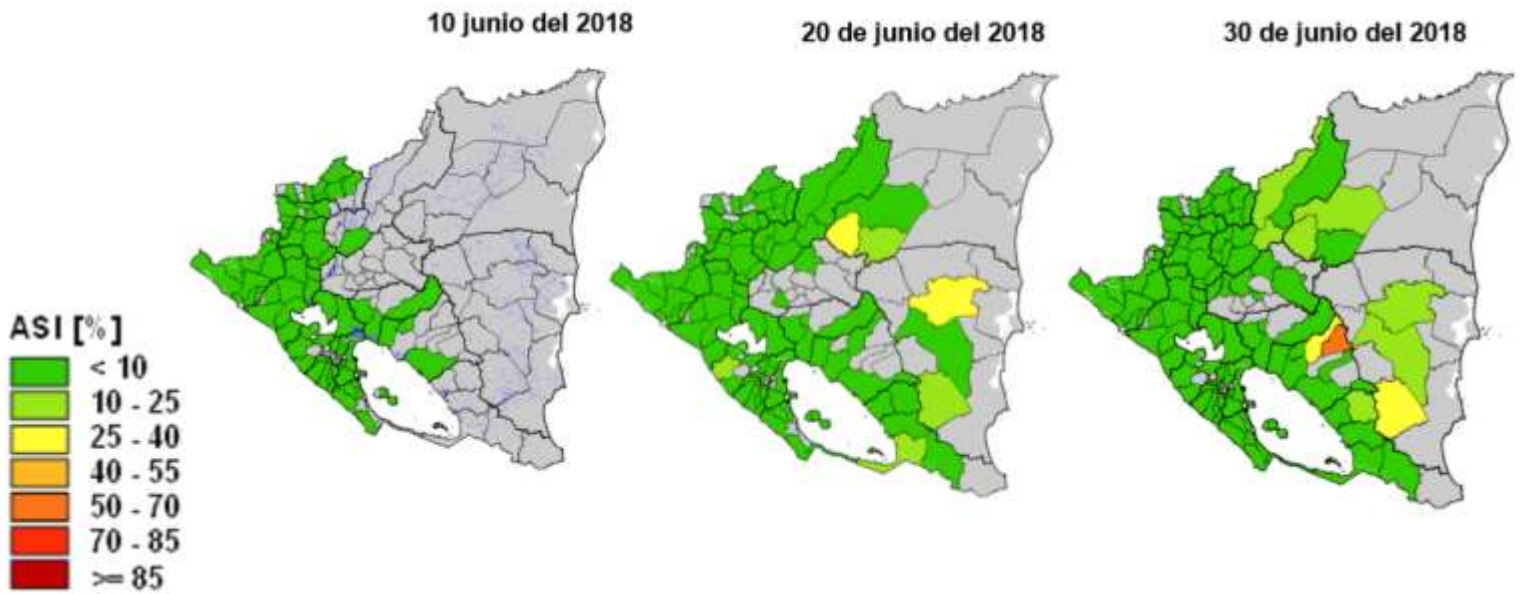 10 junio del 2018
20 de junio del 2018
30 de junio del 2018
ASI [%]
< 10
10 - 25
25 - 40
40 - 55
50 - 70
70 - 85
>= 85